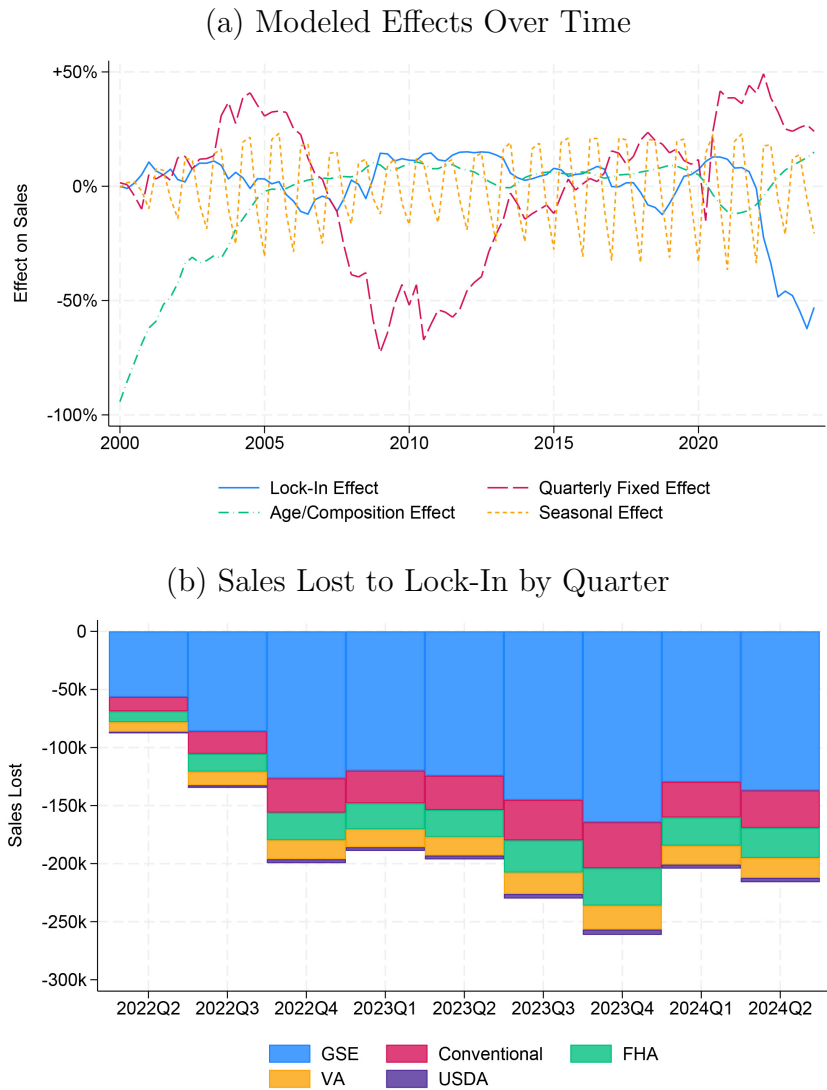 (a) Modeled Effects Over Time
+50%
0%
-50%
-100%
Effect on Sales
2000 2005 2010 2015 2020
Lock-In Effect Quarterly Fixed Effect
Age/Composition Effect Seasonal Effect
(b) Sales Lost to Lock-In by Quarter
0
-50k
-100k
-150k
-200k
-250k
-300k
Sales Lost
2022Q2 2022Q3 2022Q4 2023Q1 2023Q2 2023Q3 2023Q4 2024Q1 2024Q2
GSE Conventional FHA
VA USDA